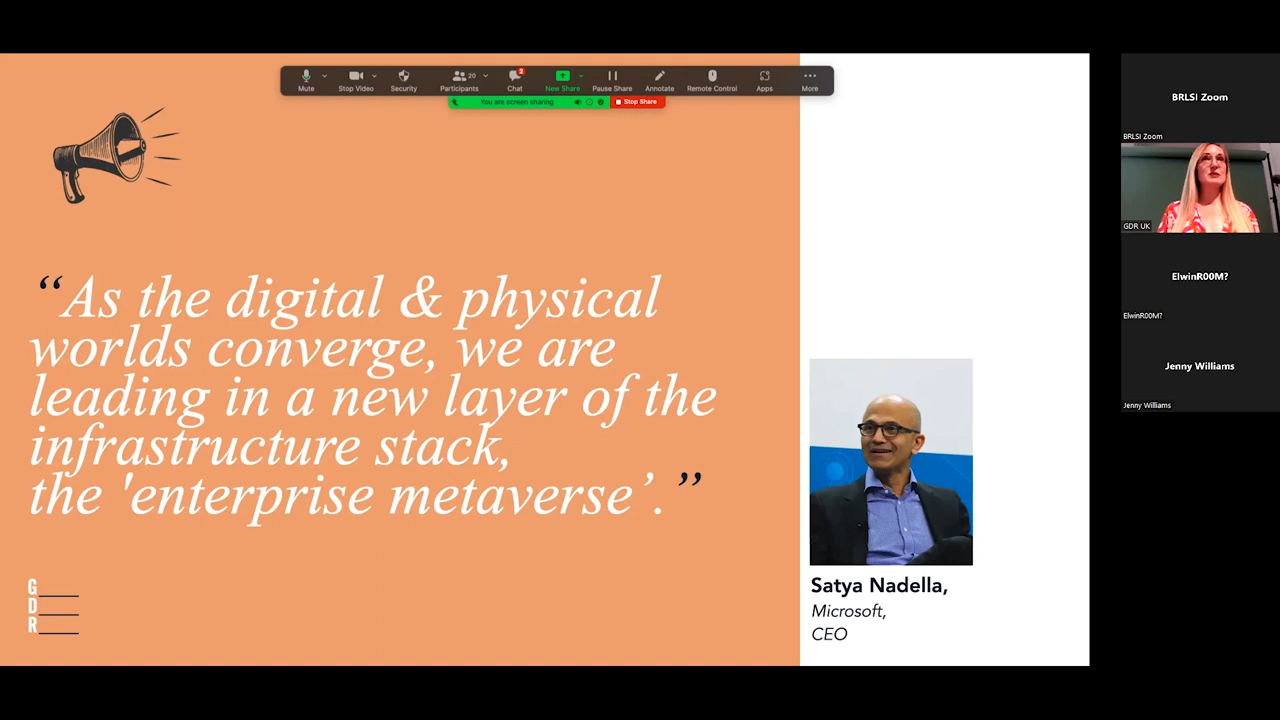 Mute
Stop Video
Security
Participants
20
Chat
2
New Share
Pause Share
Annotate
Remote Control
Apps
More
You are screen sharing
Stop Share
“As the digital & physical
worlds converge, we are
leading in a new layer of the
infrastructure stack,
the 'enterprise metaverse’.”
G
D
R
Satya Nadella,
Microsoft,
CEO
BRLSI Zoom
BRLSI Zoom
GDR UK
ElwinR00M?
ElwinR00M?
Jenny Williams
Jenny Williams